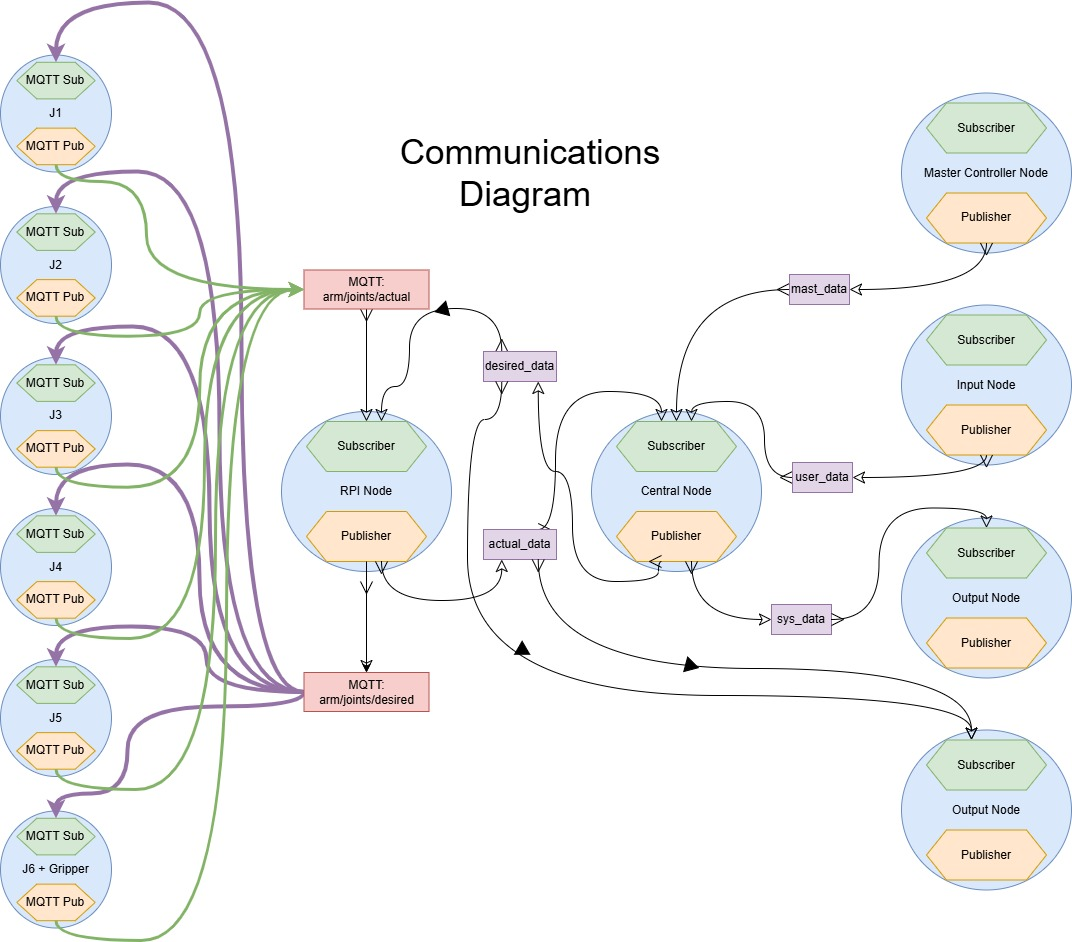 Communications
Diagram
MQTT Sub
J1
MQTT Pub
MQTT Sub
J2
MQTT Pub
MQTT Sub
J3
MQTT Pub
MQTT Sub
J4
MQTT Pub
MQTT Sub
J5
MQTT Pub
MQTT Sub
J6 + Gripper
MQTT Pub
MQTT:
arm/joints/actual
desired_data
Subscriber
RPI Node
Publisher
actual_data
MQTT:
arm/joints/desired
Subscriber
Central Node
Publisher
mast_data
user_data
sys_data
Subscriber
Master Controller Node
Publisher
Subscriber
Input Node
Publisher
Subscriber
Output Node
Publisher
Subscriber
Output Node
Publisher